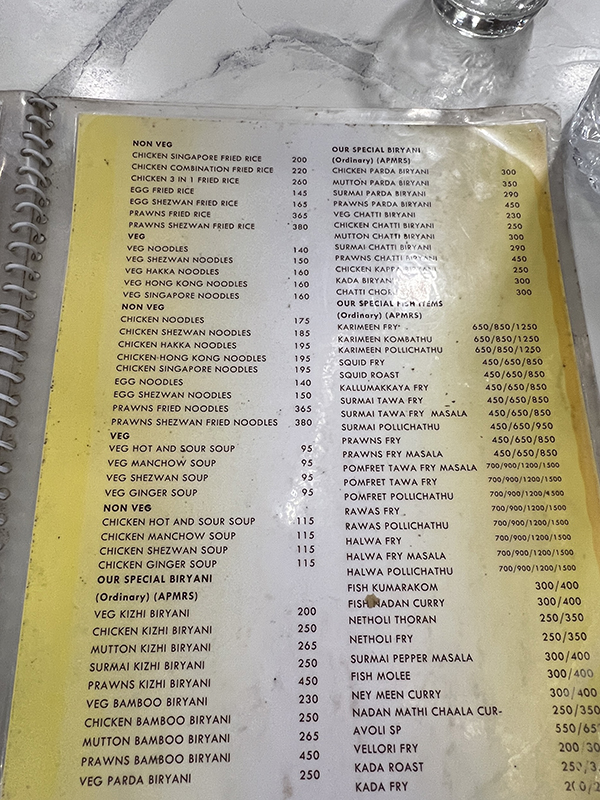 NON VEG
CHICKEN SINGAPORE FRIED RICE 200
CHICKEN COMBINATION FRIED RICE 220
CHICKEN 3 IN 1 FRIED RICE 260
EGG FRIED RICE 145
EGG SHEZWAN FRIED RICE 165
PRAWNS FRIED RICE 365
PRAWNS SHEZWAN FRIED RICE 380
VEG
VEG NOODLES 140
VEG SHEZWAN NOODLES 150
VEG HAKKA NOODLES 160
VEG HONG KONG NOODLES 160
VEG SINGAPORE NOODLES 160
NON VEG
CHICKEN NOODLES 175
CHICKEN SHEZWAN NOODLES 185
CHICKEN HAKKA NOODLES 195
CHICKEN-HONG KONG NOODLES 195
CHICKEN SINGAPORE NOODLES 195
EGG NOODLES 140
EGG SHEZWAN NOODLES 150
PRAWNS FRIED NOODLES 365
PRAWNS SHEZWAN FRIED NOODLES 380
VEG
VEG HOT AND SOUR SOUP 95
VEG MANCHOW SOUP 95
VEG SHEZWAN SOUP 95
VEG GINGER SOUP 95
NON VEG
CHICKEN HOT AND SOUR SOUP 115
CHICKEN MANCHOW SOUP 115
CHICKEN SHEZWAN SOUP 115
CHICKEN GINGER SOUP 115
OUR SPECIAL BIRYANI
(Ordinary) (APMRS)
VEG KIZHI BIRYANI 200
CHICKEN KIZHI BIRYANI 250
MUTTON KIZHI BIRYANI 265
SURMAI KIZHI BIRYANI 250
PRAWNS KIZHI BIRYANI 450
VEG BAMBOO BIRYANI 230
CHICKEN BAMBOO BIRYANI 250
MUTTON BAMBOO BIRYANI 265
PRAWNS BAMBOO BIRYANI 450
VEG PARDA BIRYANI 250
OUR SPECIAL BIRYANI
(Ordinary) (APMRS)
CHICKEN PARDA BIRYANI 300
MUTTON PARDA BIRYANI 350
SURMAI PARDA BIRYANI 290
PRAWNS PARDA BIRYANI 450
VEG CHATTI BIRYANI 230
CHICKEN CHATTI BIRYANI 250
MUTTON CHATTI BIRYANI 300
SURMAI CHATTI BIRYANI 290
PRAWNS CHATTI BIRYANI 450
CHICKEN KAPPA BIRYANI 250
KADA BIRYANI 300
CHATTI 300
OUR SPECIAL FISH ITEMS
(Ordinary) (APMRS)
KARIMEEN FRY 650/850/1250
KARIMEEN KOMBATHU 650/850/1250
KARIMEEN POLLICHATHU 650/850/1250
SQUID FRY 450/650/850
SQUID ROAST 450/650/850
KALLUMAKKAYA FRY 450/650/850
SURMAI TAWA FRY 450/650/850
SURMAI TAWA FRY MASALA 450/650/850
SURMAI POLLICHATHU 450/650/950
PRAWNS FRY 450/650/850
PRAWNS FRY MASALA 450/650/850
POMFRET TAWA FRY MASALA 700/900/1200/1500
POMFRET TAWA FRY 700/900/1200/1500
POMFRET POLLICHATHU 700/900/1200/1500
RAWAS FRY 700/900/1200/1500
RAWAS POLLICHATHU 700/900/1200/1500
HALWA FRY 700/900/1200/1500
HALWA FRY MASALA 700/900/1200/1500
HALWA POLLICHATHU 700/900/1200/1500
FISH KUMARAKOM 300/400
FISH NADAN CURRY 300/400
NETHOLI THORAN 250/350
NETHOLI FRY 250/350
SURMAI PEPPER MASALA 300/400
FISH MOLEE 300/400
NEY MEEN CURRY 300/400
NADAN MATHI CHAALA CUR- 250/350
AVOLI SP 550/65
VELLORI FRY 200/30
KADA ROAST
KADA FRY